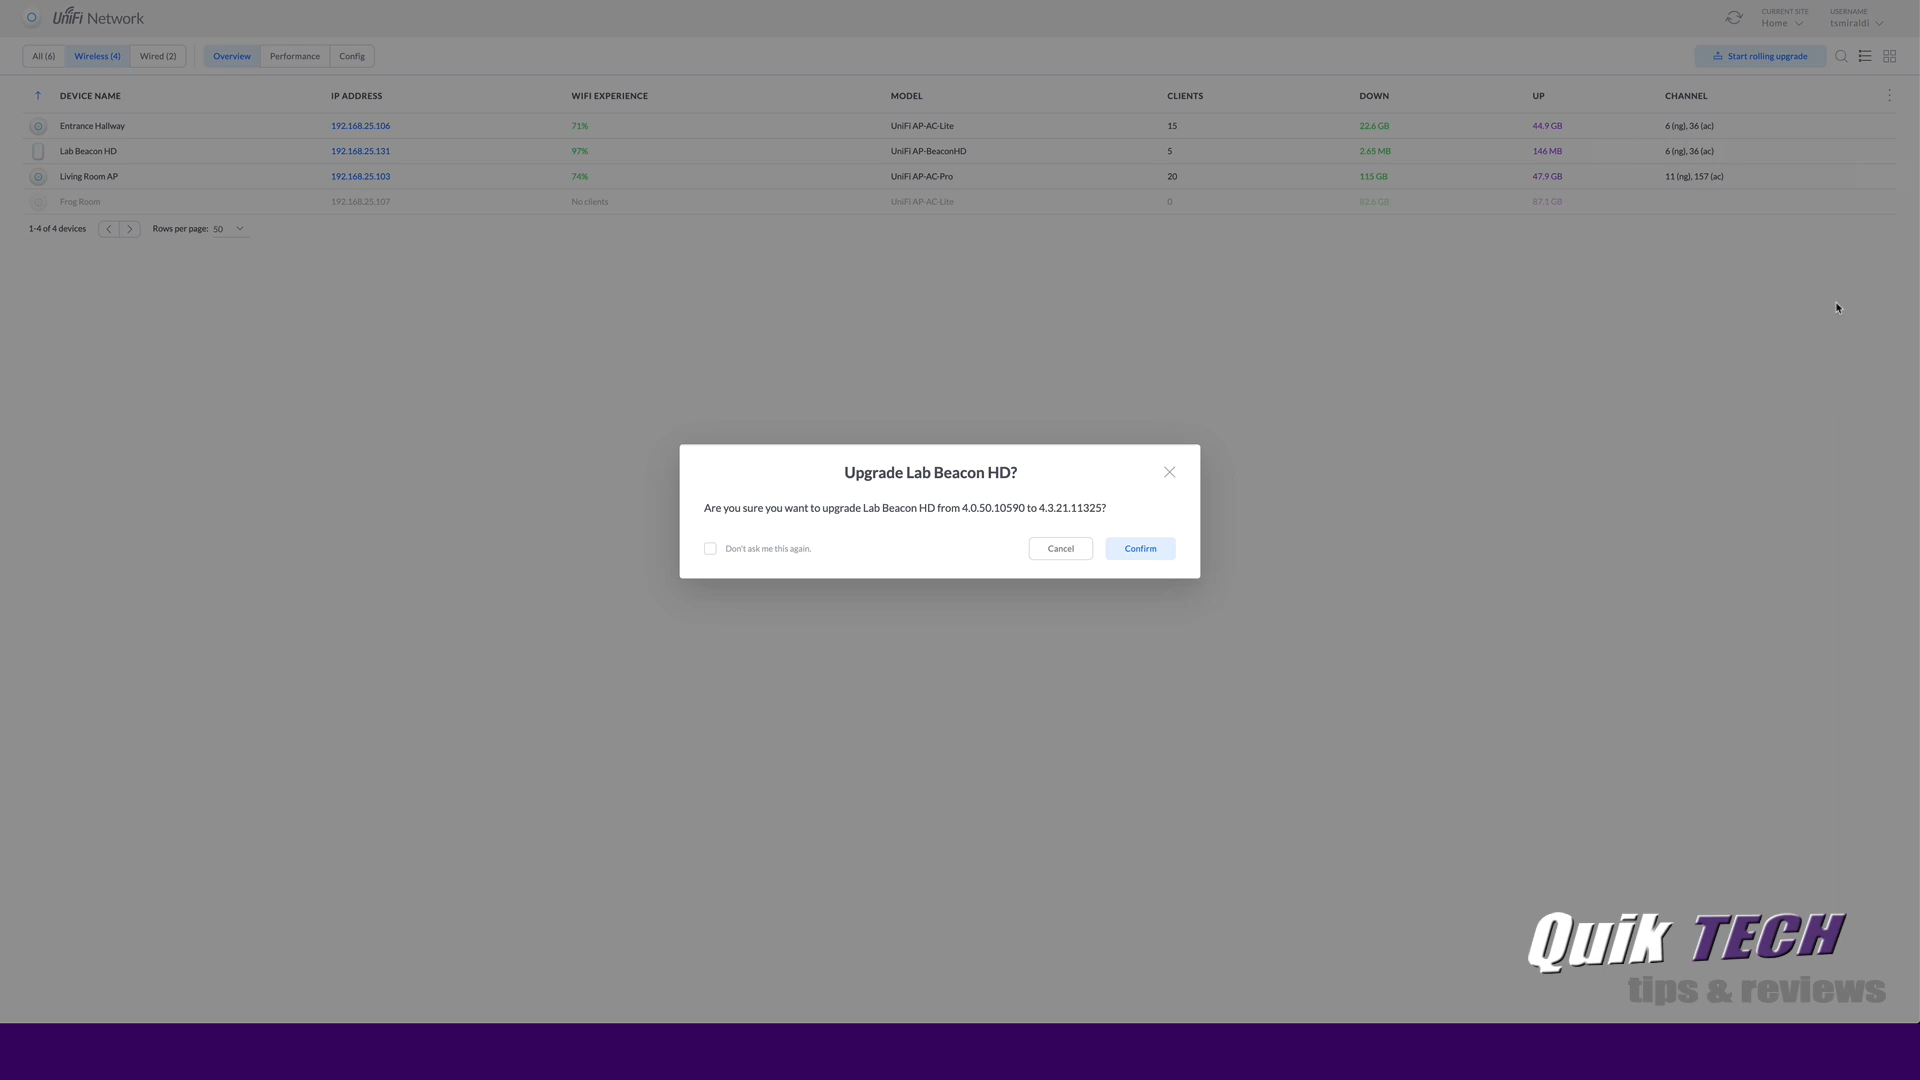 UniFi Network
CURRENT SITE
Home
USERNAME
tsmiraldi
All (6) Wireless (4) Wired (2) Overview Performance Config Start rolling upgrade
DEVICE NAME IP ADDRESS WIFI EXPERIENCE MODEL CLIENTS DOWN UP CHANNEL
Entrance Hallway 192.168.25.106 71% UniFi AP-AC-Lite 15 22.6 GB 44.9 GB 6 (ng), 36 (ac)
Lab Beacon HD 192.168.25.131 97% UniFi AP-BeaconHD 5 2.65 MB 146 MB 6 (ng), 36 (ac)
Living Room AP 192.168.25.103 74% UniFi AP-AC-Pro 20 115 GB 47.9 GB 11 (ng), 157 (ac)
Frog Room 192.168.25.107 No clients UniFi AP-AC-Lite 0 82.6 GB 87.1 GB
1-4 of 4 devices Rows per page: 50
Upgrade Lab Beacon HD?
Are you sure you want to upgrade Lab Beacon HD from 4.0.50.10590 to 4.3.21.11325?
Don't ask me this again. Cancel Confirm
Quik TECH
tips & reviews